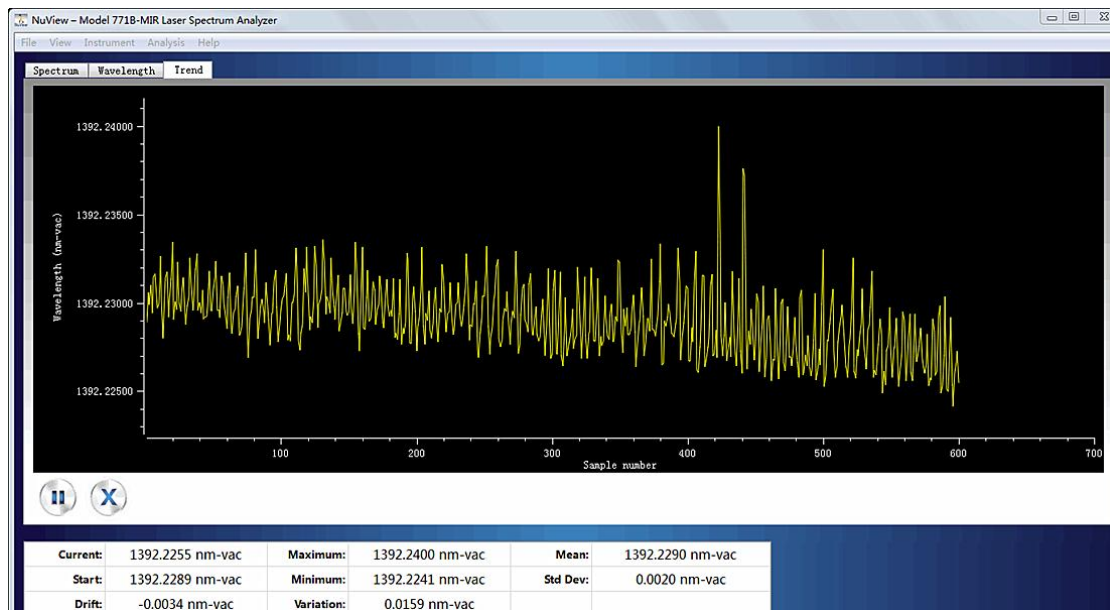 NuView – Model 771B-MIR Laser Spectrum Analyzer
File View Instrument Analysis Help
Spectrum Wavelength Trend
1392.24000
1392.23500
1392.23000
1392.22500
Wavelength (nm-vac)
100 200 300 400 500 600 700
Sample number
Current: 1392.2255 nm-vac Maximum: 1392.2400 nm-vac Mean: 1392.2290 nm-vac
Start: 1392.2289 nm-vac Minimum: 1392.2241 nm-vac Std Dev: 0.0020 nm-vac
Drift: -0.0034 nm-vac Variation: 0.0159 nm-vac